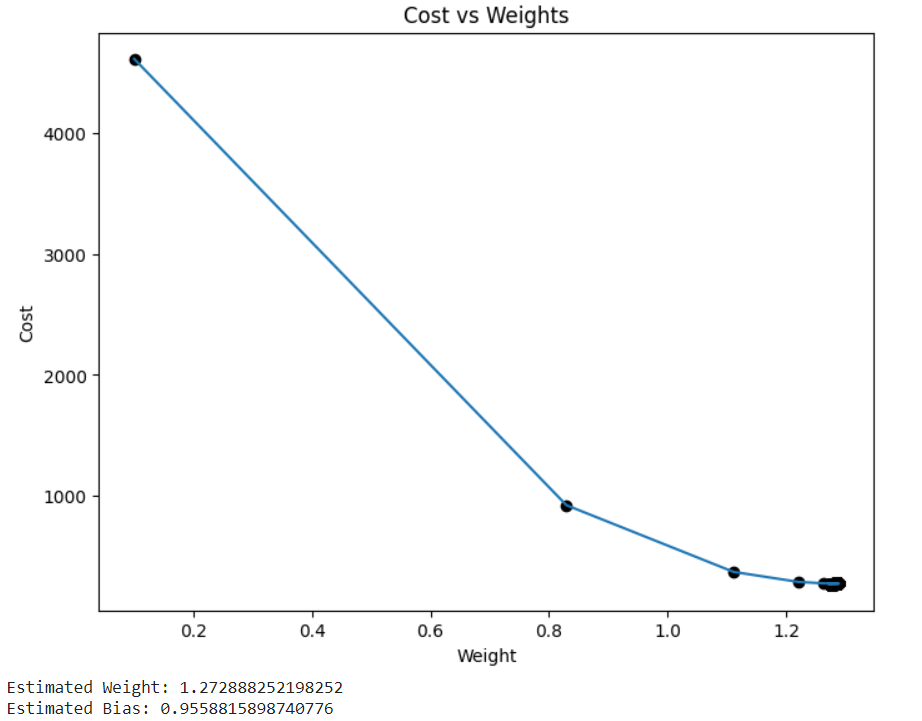 Cost vs Weights
4000
3000
2000
1000
Cost
0.2
0.4
0.6
0.8
1.0
1.2
Weight
Estimated Weight: 1.272888252198252
Estimated Bias: 0.9558815898740776